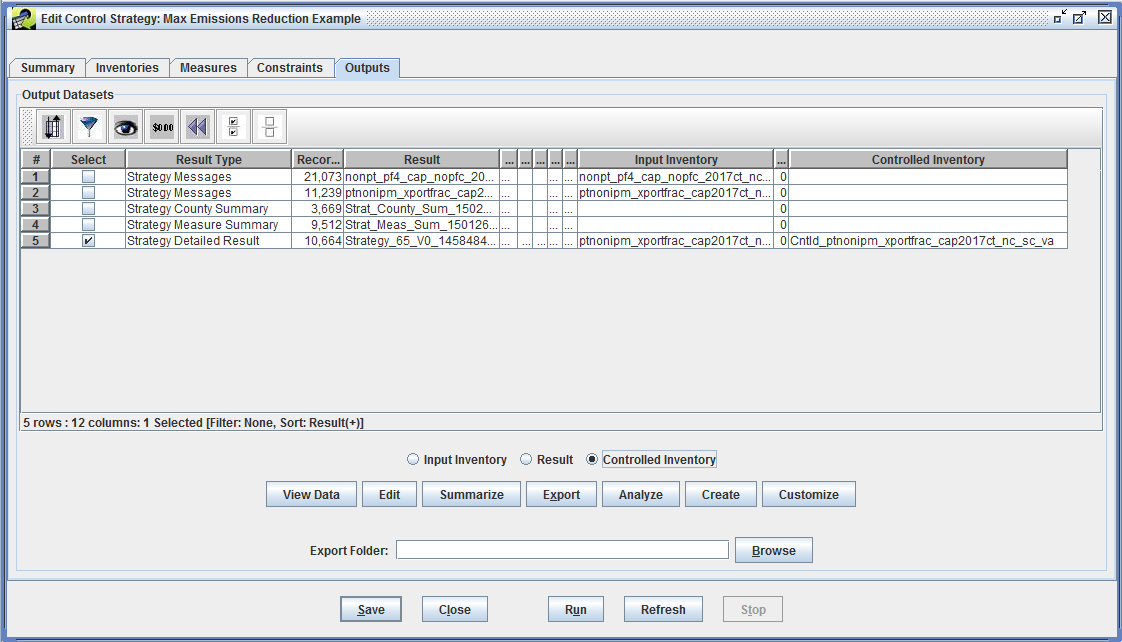 Edit Control Strategy: Max Emissions Reduction Example
Summary Inventories Measures Constraints Outputs
Output Datasets
$0.00
# Select Result Type Recor... Result ... ... ... ... ... Input Inventory ... Controlled Inventory
1 Strategy Messages 21,073 nonpt_pf4_cap_nopfc_20... ... ... ... nonpt_pf4_cap_nopfc_2017ct_nc... 0
2 Strategy Messages 11,239 ptnonipm_xportfrac_cap2... ... ... ... ptnonipm_xportfrac_cap2017ct_n... 0
3 Strategy County Summary 3,669 Strat_County_Sum_1502... ... ... ... 0
4 Strategy Measure Summary 9,512 Strat_Meas_Sum_150126... ... ... ... 0
5 Strategy Detailed Result 10,664 Strategy_65_V0_1458484... ... ... ... ... ... ptnonipm_xportfrac_cap2017ct_n... 0 Cntld_ptnonipm_xportfrac_cap2017ct_nc_sc_va
5 rows : 12 columns: 1 Selected [Filter: None, Sort: Result(+)]
Input Inventory Result Controlled Inventory
View Data Edit Summarize Export Analyze Create Customize
Export Folder: Browse
Save Close Run Refresh Stop